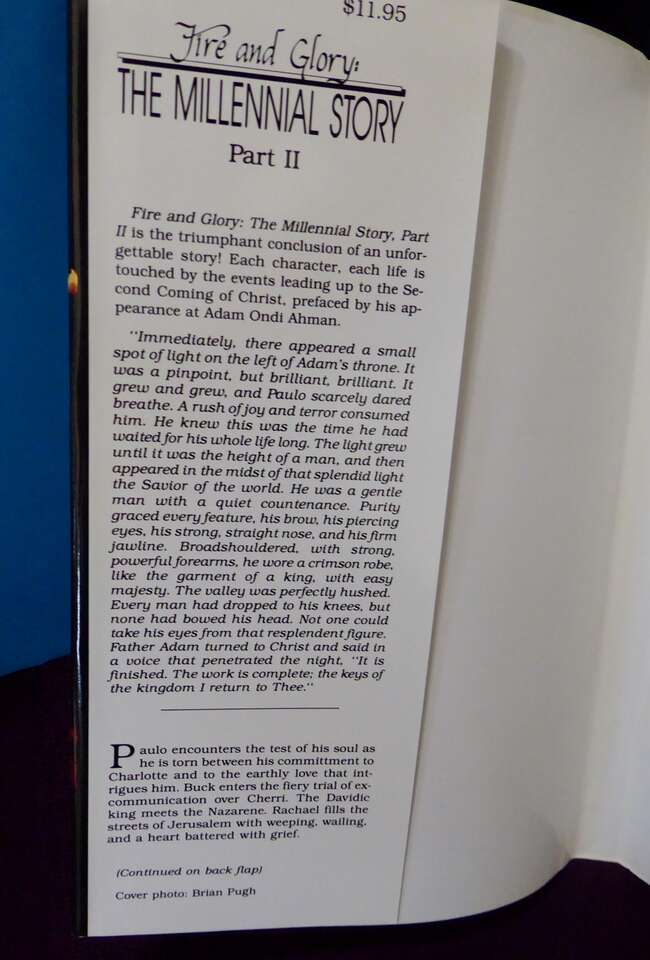 $11.95
Fire and Glory:
THE MILLENNIAL STORY
Part II
Fire and Glory: The Millennial Story, Part
II is the triumphant conclusion of an unfor-
gettable story! Each character, each life is
touched by the events leading up to the Se-
cond Coming of Christ, prefaced by his ap-
pearance at Adam Ondi Ahman.
"Immediately, there appeared a small
spot of light on the left of Adam's throne. It
was a pinpoint, but brilliant, brilliant. It
grew and grew, and Paulo scarcely dared
breathe. A rush of joy and terror consumed
him. He knew this was the time he had
waited for his whole life long. The light grew
until it was the height of a man, and then
appeared in the midst of that splendid light
the Savior of the world. He was a gentle
man with a quiet countenance. Purity
graced every feature, his brow, his piercing
eyes, his strong, straight nose, and his firm
jawline. Broadshouldered, with strong,
powerful forearms, he wore a crimson robe,
like the garment of a king, with easy
majesty. The valley was perfectly hushed.
Every man had dropped to his knees, but
none had bowed his head. Not one could
take his eyes from that resplendent figure.
Father Adam turned to Christ and said in
a voice that penetrated the night, "It is
finished. The work is complete; the keys of
the kingdom I return to Thee."
Paulo encounters the test of his soul as
he is torn between his committment to
Charlotte and to the earthly love that int-
rigues him. Buck enters the fiery trial of ex-
communication over Cherri. The Davidic
king meets the Nazarene. Rachael fills the
streets of Jerusalem with weeping, wailing,
and a heart battered with grief.
(Continued on back flap)
Cover photo: Brian Pugh